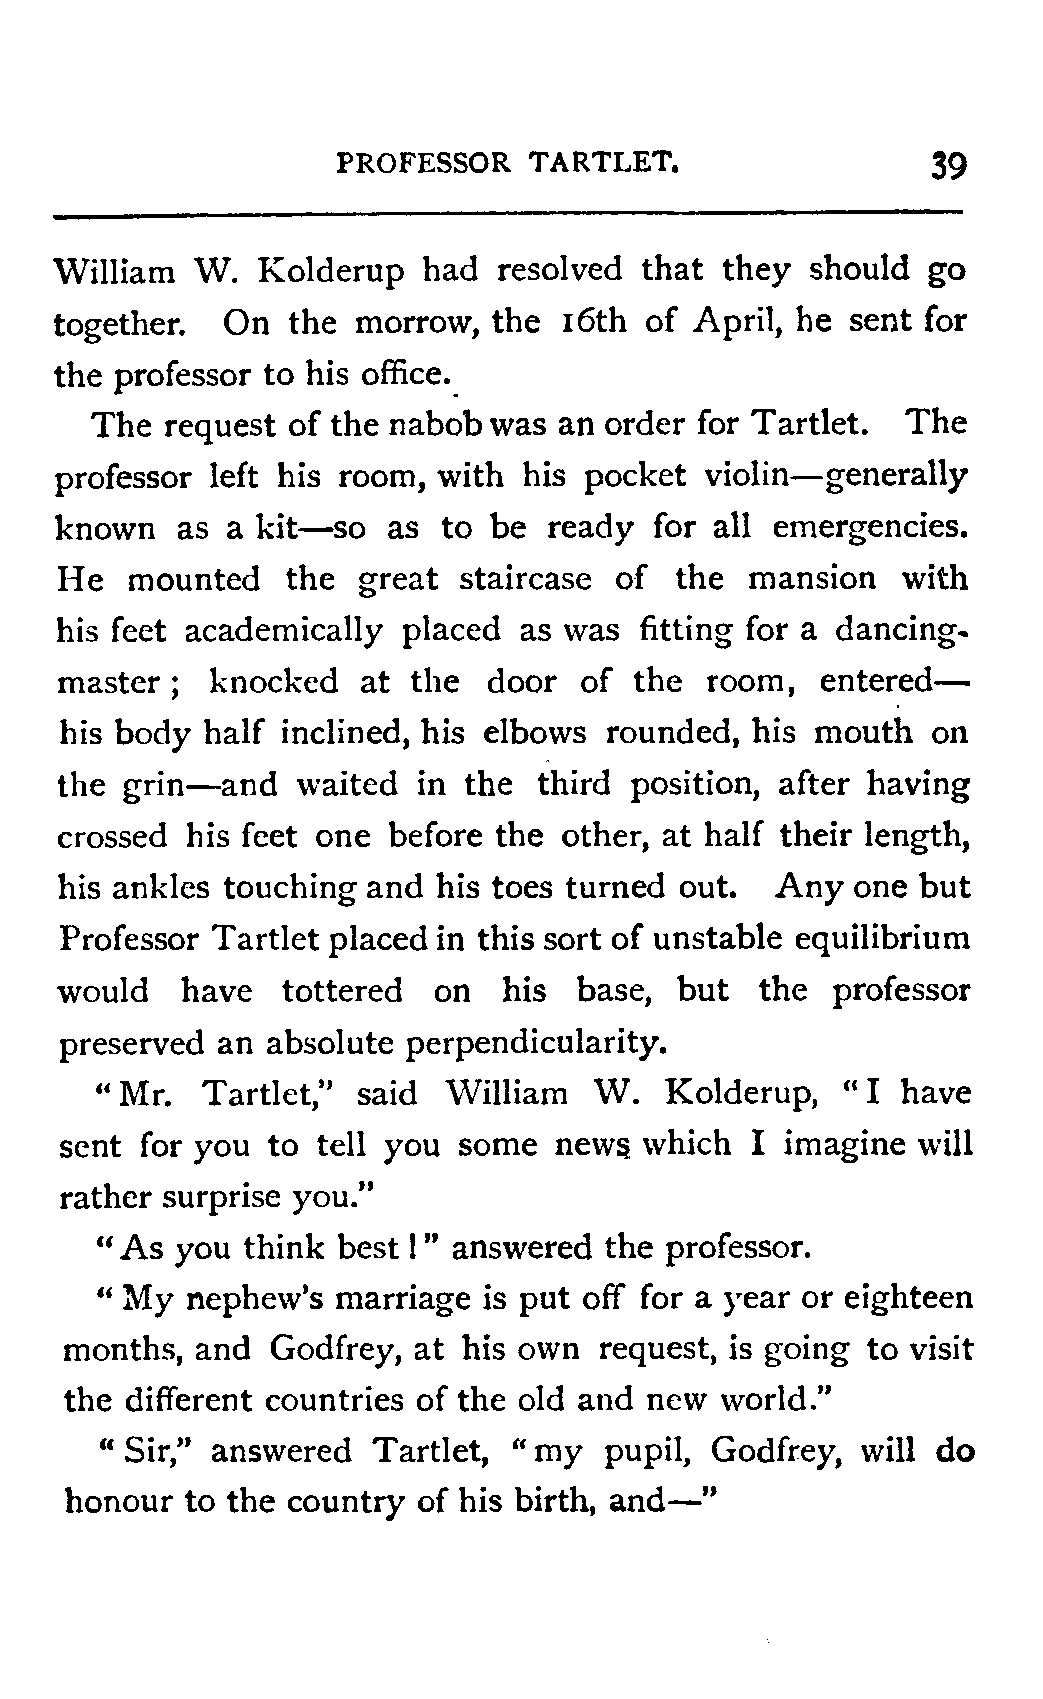 PROFESSOR TARTLET. 39
William W. Kolderup had resolved that they should go
together. On the morrow, the 16th of April, he sent for
the professor to his office.
The request of the nabob was an order for Tartlet. The
professor left his room, with his pocket violin—generally
known as a kit—so as to be ready for all emergencies.
He mounted the great staircase of the mansion with
his feet academically placed as was fitting for a dancing-
master; knocked at the door of the room, entered—
his body half inclined, his elbows rounded, his mouth on
the grin—and waited in the third position, after having
crossed his feet one before the other, at half their length,
his ankles touching and his toes turned out. Any one but
Professor Tartlet placed in this sort of unstable equilibrium
would have tottered on his base, but the professor
preserved an absolute perpendicularity.
"Mr. Tartlet," said William W. Kolderup, "I have
sent for you to tell you some news which I imagine will
rather surprise you."
"As you think best!" answered the professor.
"My nephew's marriage is put off for a year or eighteen
months, and Godfrey, at his own request, is going to visit
the different countries of the old and new world."
"Sir," answered Tartlet, "my pupil, Godfrey, will do
honour to the country of his birth, and—"